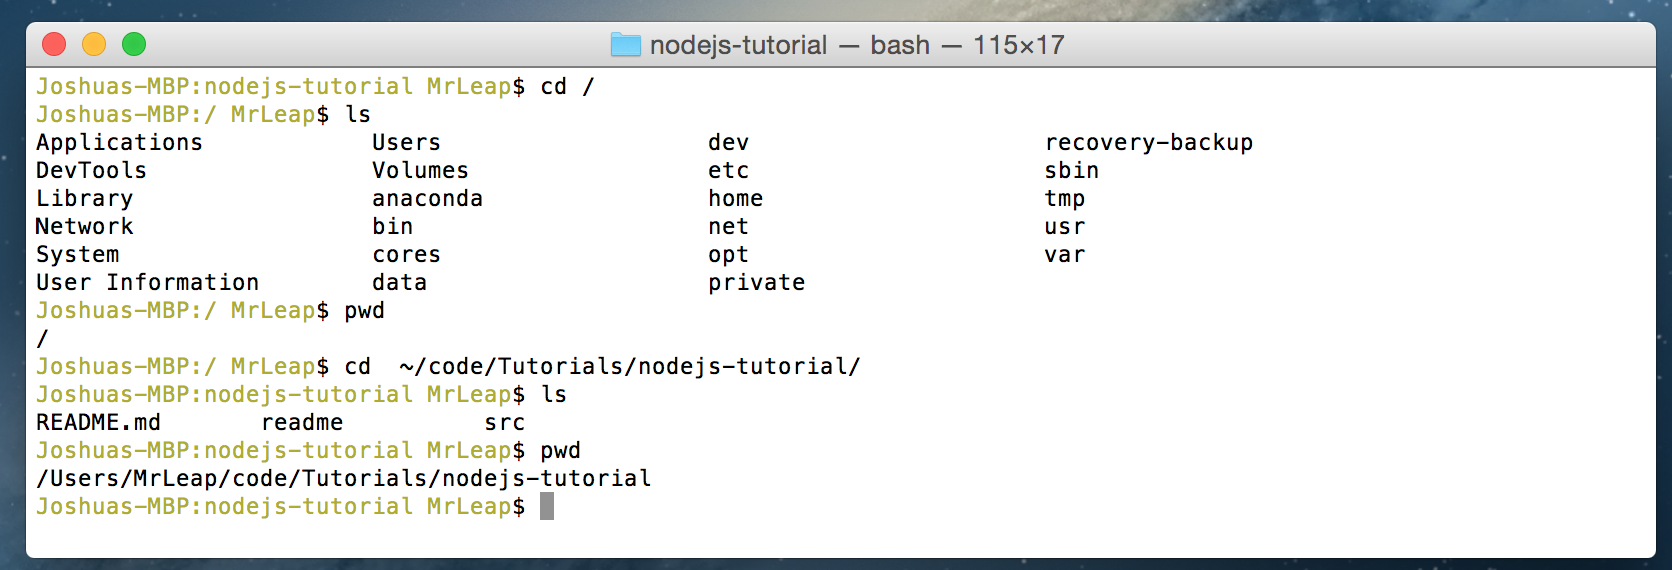 nodejs-tutorial — bash — 115×17
Joshuas-MBP:nodejs-tutorial MrLeap$ cd /
Joshuas-MBP:/ MrLeap$ ls
Applications Users dev recovery-backup
DevTools Volumes etc sbin
Library anaconda home tmp
Network bin net usr
System cores opt var
User Information data private
Joshuas-MBP:/ MrLeap$ pwd
/
Joshuas-MBP:/ MrLeap$ cd  ~/code/Tutorials/nodejs-tutorial/
Joshuas-MBP:nodejs-tutorial MrLeap$ ls
README.md readme src
Joshuas-MBP:nodejs-tutorial MrLeap$ pwd
/Users/MrLeap/code/Tutorials/nodejs-tutorial
Joshuas-MBP:nodejs-tutorial MrLeap$